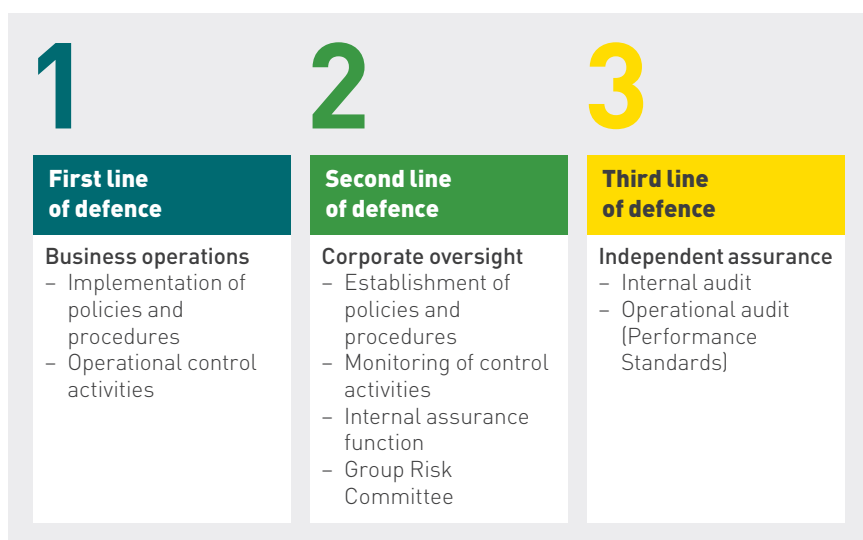 1
First line
of defence
Business operations
– Implementation of
policies and
procedures
– Operational control
activities
2
Second line
of defence
Corporate oversight
– Establishment of
policies and
procedures
– Monitoring of control
activities
– Internal assurance
function
– Group Risk
Committee
3
Third line
of defence
Independent assurance
– Internal audit
– Operational audit
(Performance
Standards)